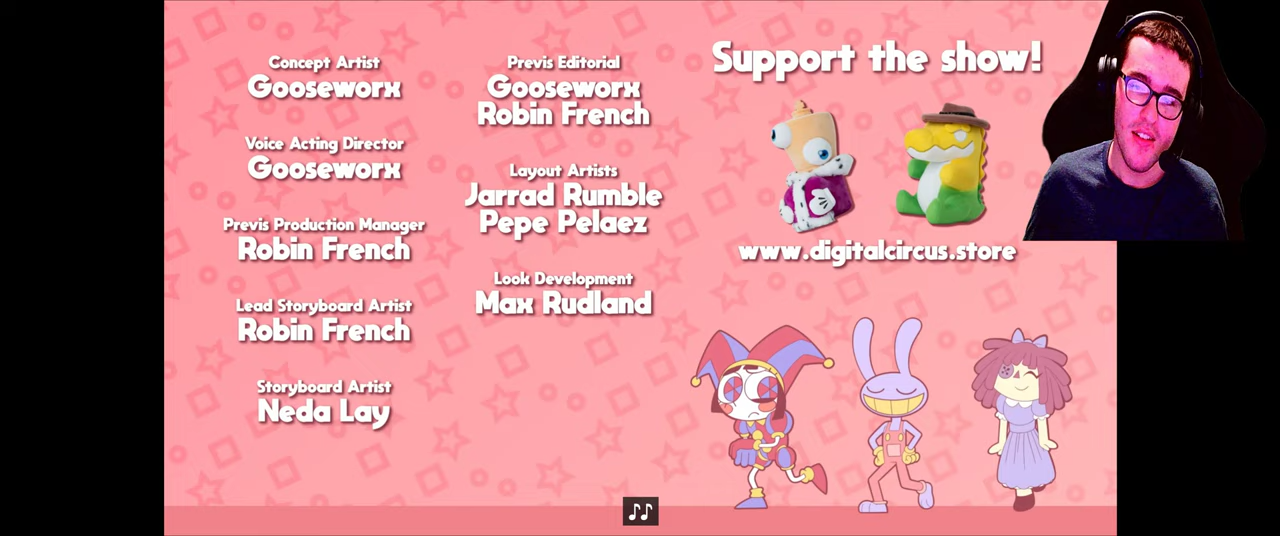 Concept Artist
Gooseworx
Voice Acting Director
Gooseworx
Previs Production Manager
Robin French
Lead Storyboard Artist
Robin French
Storyboard Artist
Neda Lay
Previs Editorial
Gooseworx
Robin French
Layout Artists
Jarrad Rumble
Pepe Pelaez
Look Development
Max Rudland
Support the show!
www.digitalcircus.store
♪♪